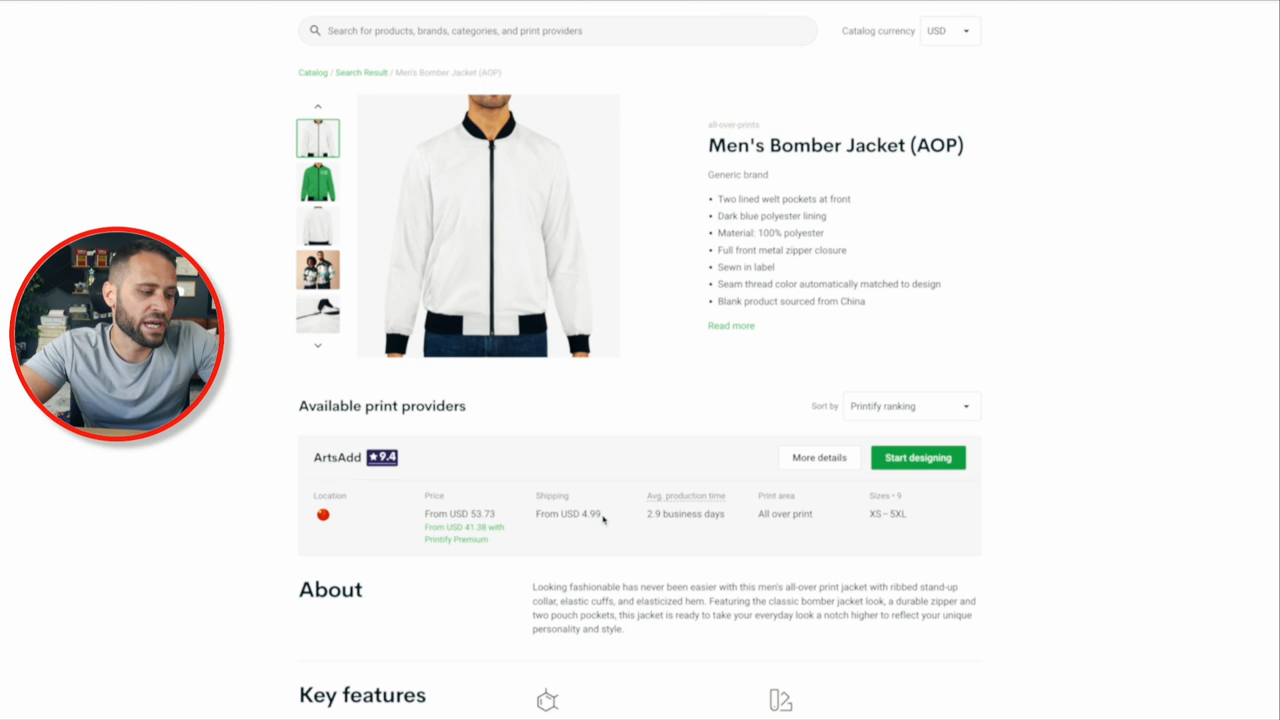 Search for products, brands, categories, and print providers
Catalog currency
USD
Catalog / Search Result / Men's Bomber Jacket (AOP)
all-over-prints
Men's Bomber Jacket (AOP)
Generic brand
• Two lined welt pockets at front
• Dark blue polyester lining
• Material: 100% polyester
• Full front metal zipper closure
• Sewn in label
• Seam thread color automatically matched to design
• Blank product sourced from China
Read more
Available print providers
Sort by
Printify ranking
ArtsAdd
★ 9.4
More details
Start designing
Location
Price
Shipping
Avg. production time
Print area
Sizes • 9
From USD 53.73
From USD 4.99
2.9 business days
All over print
XS – 5XL
From USD 41.38 with
Printify Premium
About
Looking fashionable has never been easier with this men's all-over print jacket with ribbed stand-up
collar, elastic cuffs, and elasticized hem. Featuring the classic bomber jacket look, a durable zipper and
two pouch pockets, this jacket is ready to take your everyday look a notch higher to reflect your unique
personality and style.
Key features